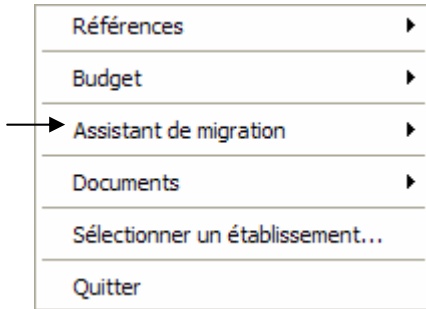 Références
Budget
Assistant de migration
Documents
Sélectionner un établissement...
Quitter